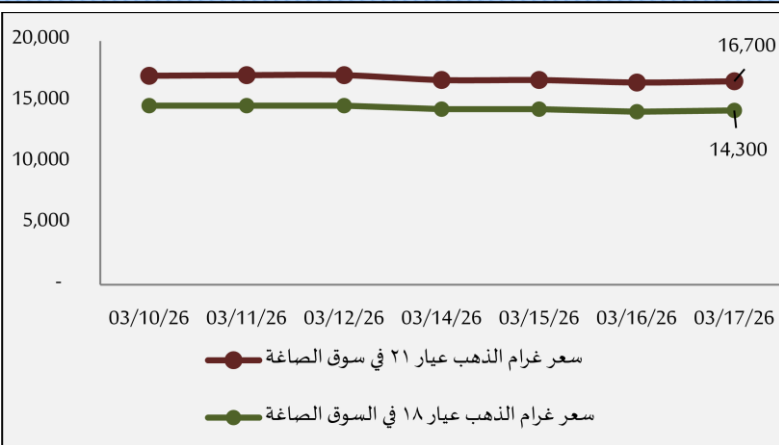 20,000
16,700
15,000
14,300
10,000
5,000
-
03/10/26 03/11/26 03/12/26 03/14/26 03/15/26 03/16/26 03/17/26
سعر غرام الذهب عيار ٢١ في سوق الصاغة
سعر غرام الذهب عيار ١٨ في السوق الصاغة